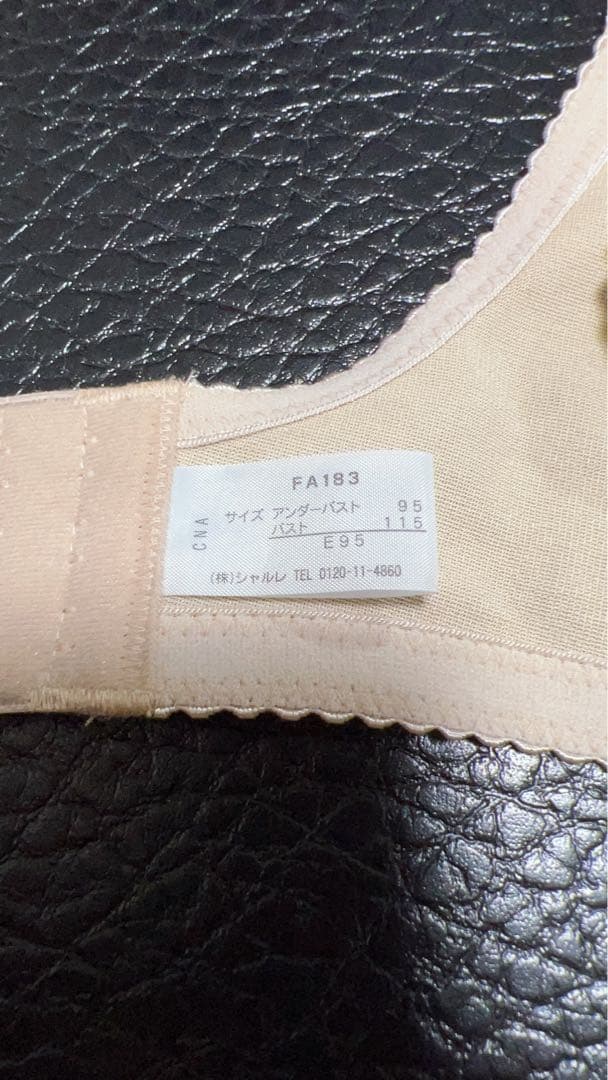 FA183
CNA
サイズ アンダーバスト 95
バスト 115
E95
(株)シャルレ TEL 0120-11-4860